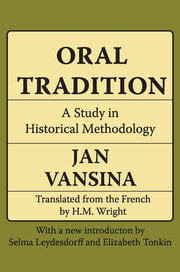 ORAL
TRADITION
A Study in
Historical Methodology
JAN
VANSINA
Translated from the French
by H.M. Wright
With a new introducton by
Selma Leydesdorff and Elizabeth Tonkin